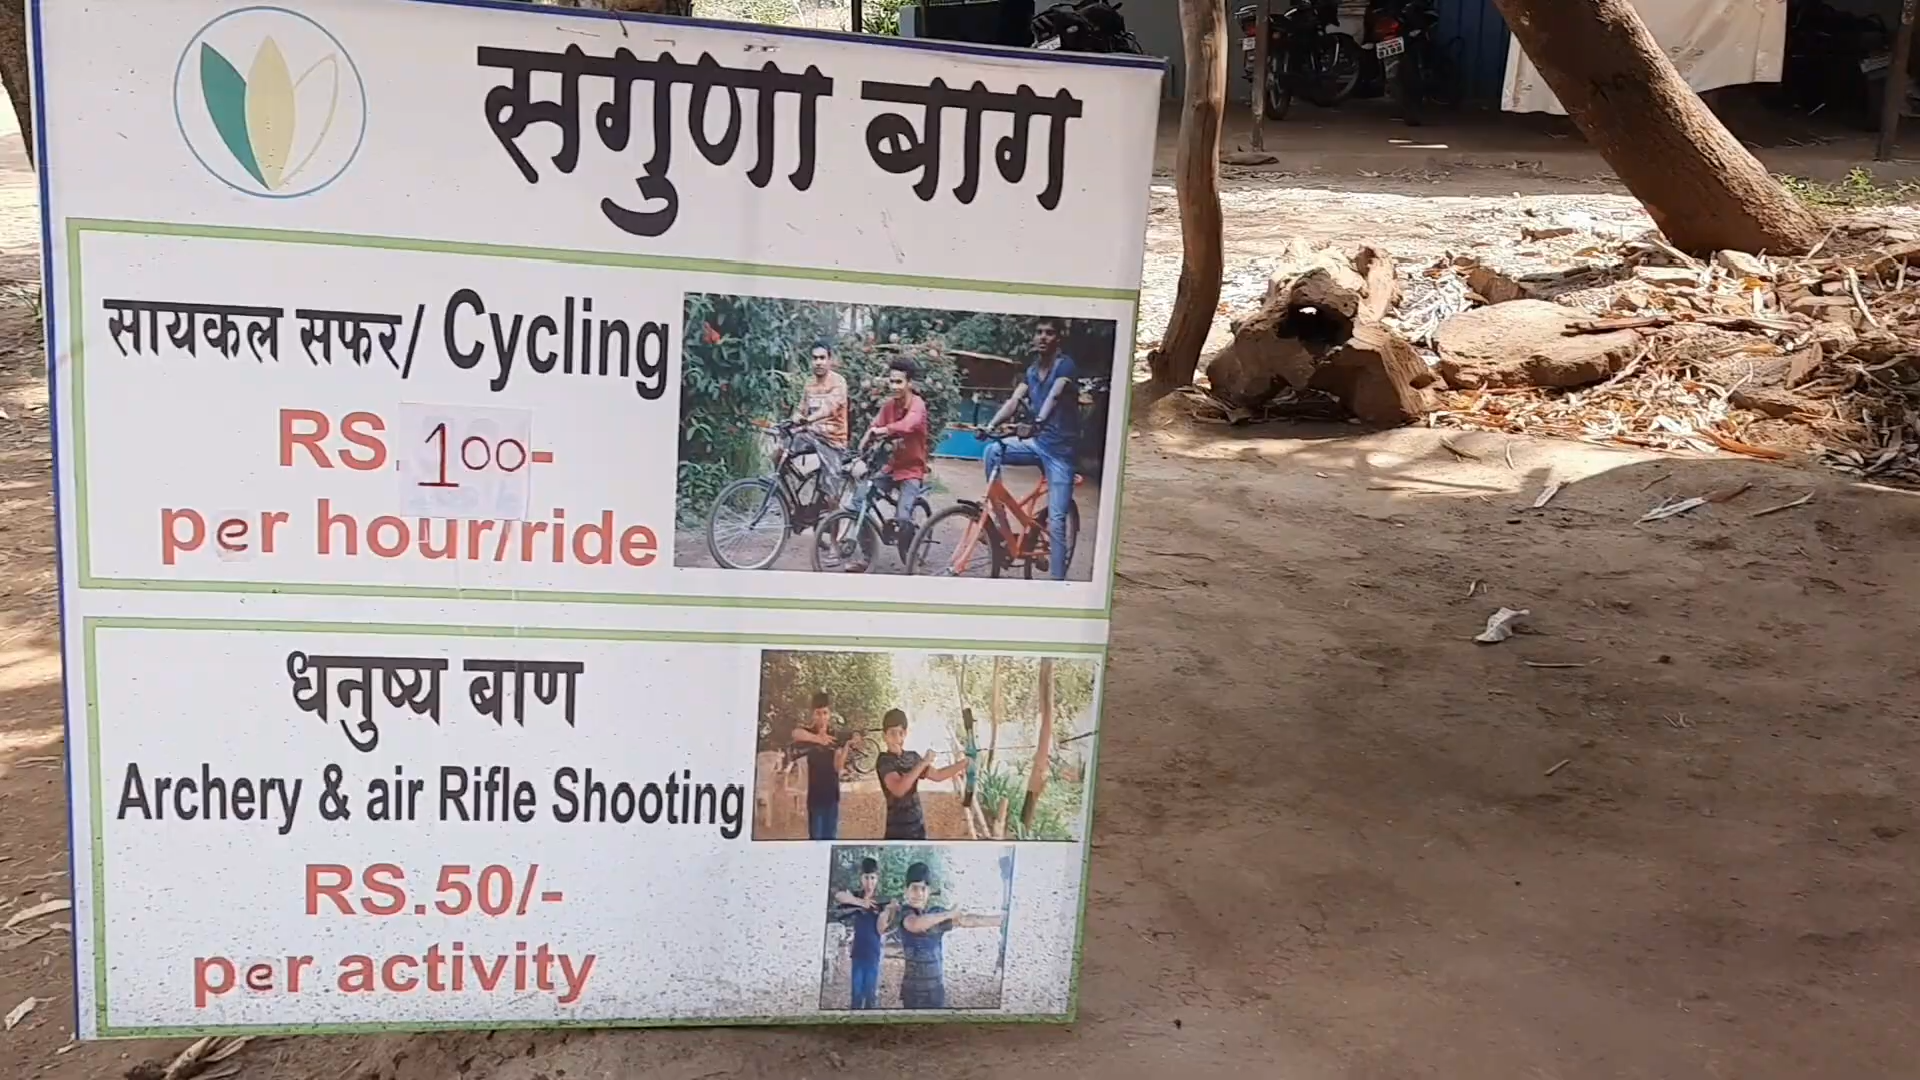 सगुणा बाग
सायकल सफर/ Cycling
RS. 100-
per hour/ride
धनुष्य बाण
Archery & air Rifle Shooting
RS.50/-
per activity